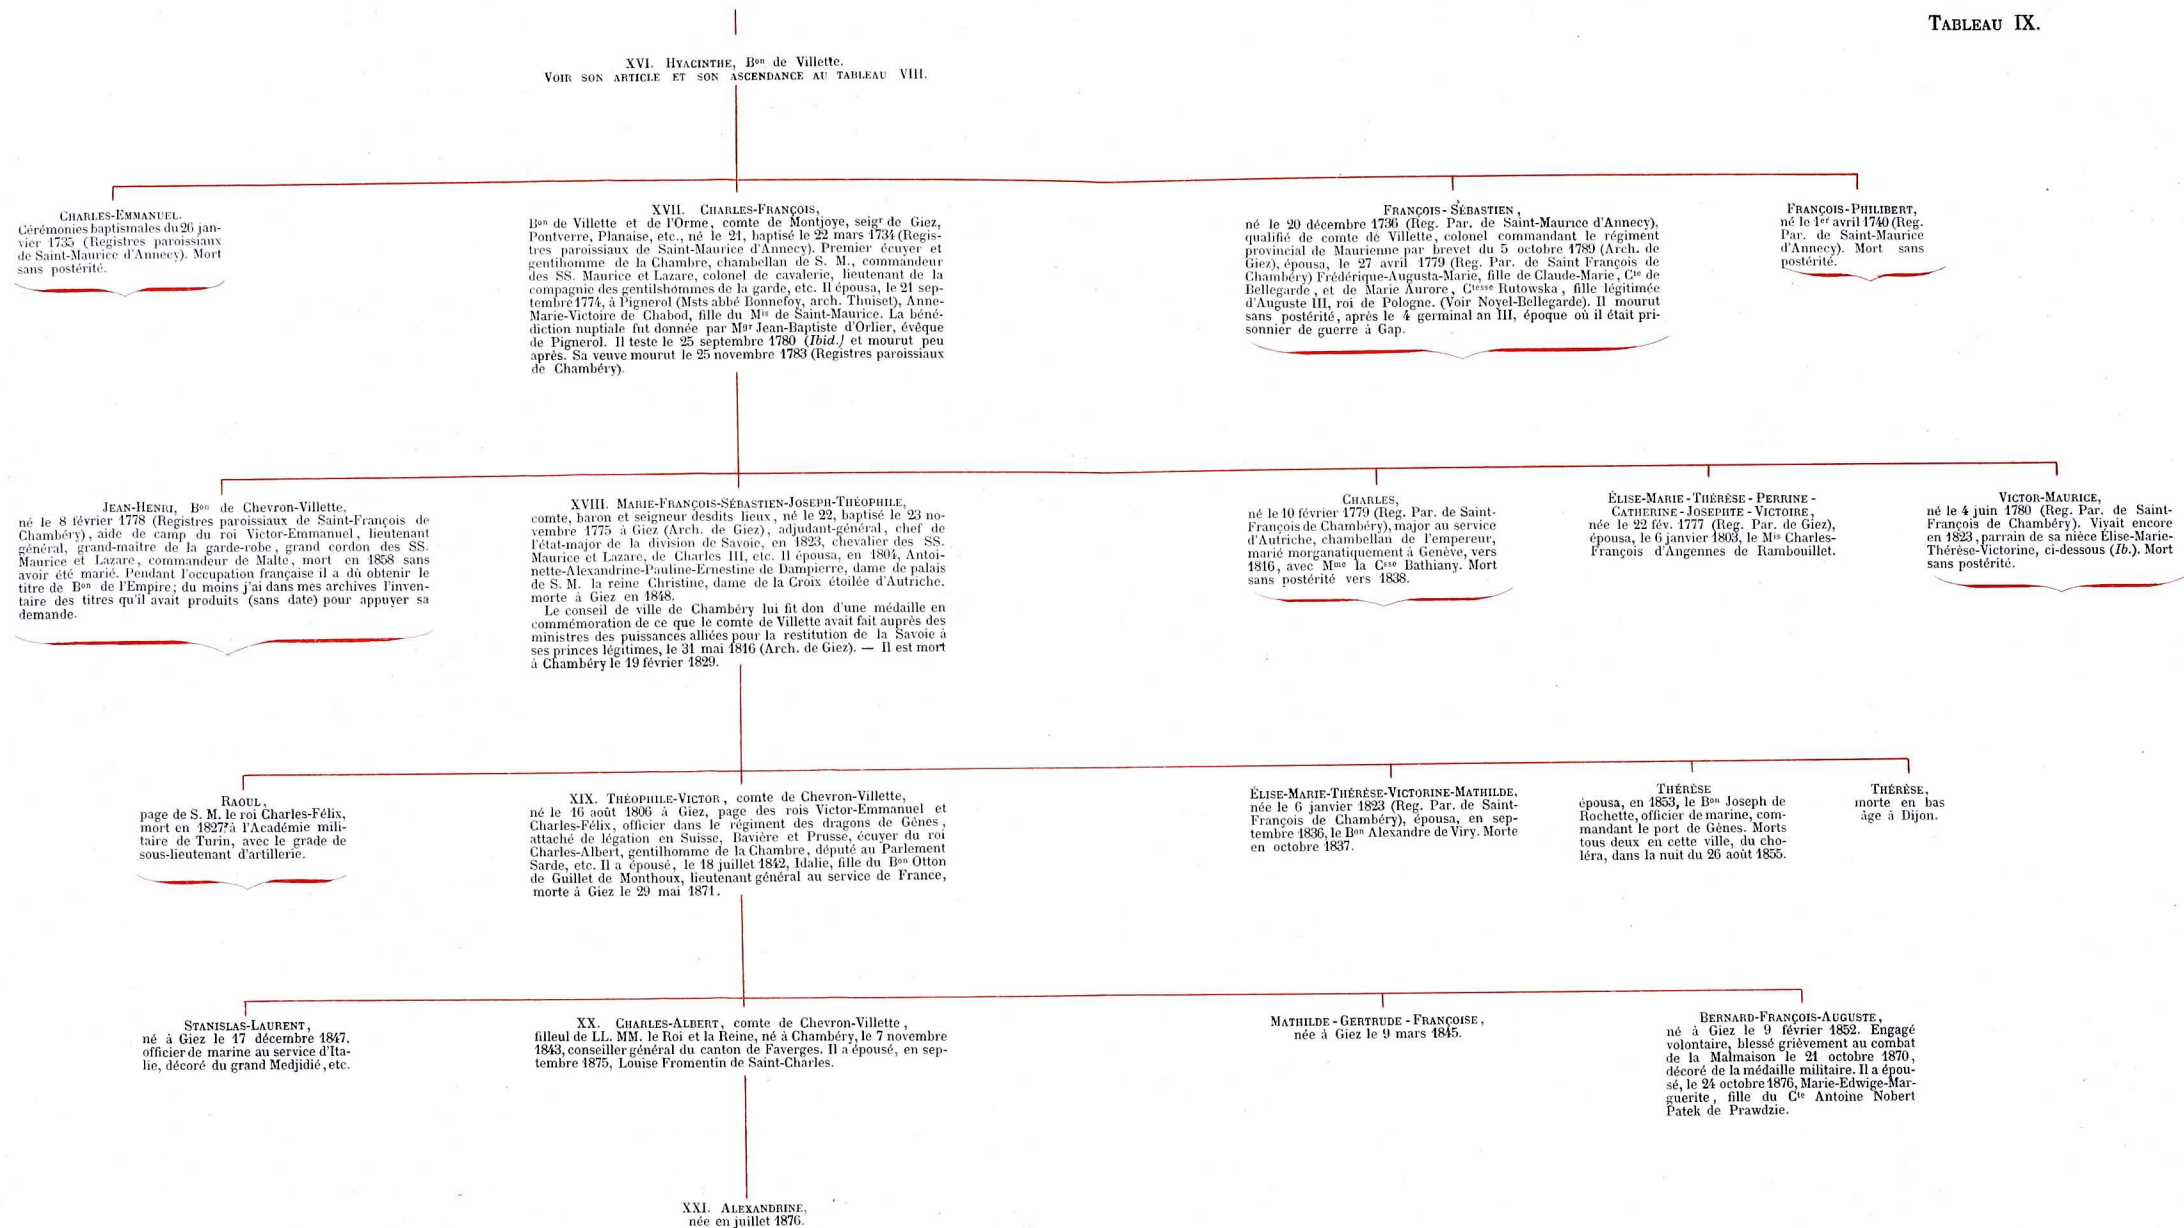 TABLEAU IX.
XVI. HYACINTHE, Bon de Villette.
VOIR SON ARTICLE ET SON ASCENDANCE AU TABLEAU VIII.
CHARLES-EMMANUEL.
Cérémonies baptismales du 26 jan-
vier 1735 (Registres paroissiaux
de Saint-Maurice d'Annecy). Mort
sans postérité.
XVII. CHARLES-FRANÇOIS,
Bon de Villette et de l'Orme, comte de Montjoye, seigr de Giez,
Pontverre, Planaise, etc., né le 21, baptisé le 22 mars 1734 (Regis-
tres paroissiaux de Saint-Maurice d'Annecy). Premier écuyer et
gentilhomme de la Chambre, chambellan de S. M., commandeur
des SS. Maurice et Lazare, colonel de cavalerie, lieutenant de la
compagnie des gentilshommes de la garde, etc. Il épousa, le 21 sep-
tembre 1774, à Pignerol (Msts abbé Bonnefoy, arch. Thuiset), Anne-
Marie-Victoire de Chabod, fille du Mis de Saint-Maurice. La béné-
diction nuptiale fut donnée par Mgr Jean-Baptiste d'Orlier, évêque
de Pignerol. Il teste le 25 septembre 1780 (Ibid.) et mourut peu
après. Sa veuve mourut le 25 novembre 1783 (Registres paroissiaux
de Chambéry).
FRANÇOIS-SÉBASTIEN,
né le 20 décembre 1736 (Reg. Par. de Saint-Maurice d'Annecy),
qualifié de comte de Villette, colonel commandant le régiment
provincial de Maurienne par brevet du 5 octobre 1789 (Arch. de
Giez), épousa, le 27 avril 1779 (Reg. Par. de Saint François de
Chambéry) Frédérique-Augusta-Marie, fille de Claude-Marie, Cte de
Bellegarde, et de Marie Aurore, Ctesse Rutowska, fille légitimée
d'Auguste III, roi de Pologne. (Voir Noyel-Bellegarde). Il mourut
sans postérité, après le 4 germinal an III, époque où il était pri-
sonnier de guerre à Gap.
FRANÇOIS-PHILIBERT,
né le 1er avril 1740 (Reg.
Par. de Saint-Maurice
d'Annecy). Mort sans
postérité.
JEAN-HENRI, Bon de Chevron-Villette,
né le 8 février 1778 (Registres paroissiaux de Saint-François de
Chambéry), aide de camp du roi Victor-Emmanuel, lieutenant
général, grand-maitre de la garde-robe, grand cordon des SS.
Maurice et Lazare, commandeur de Malte, mort en 1858 sans
avoir été marié. Pendant l'occupation française il a dû obtenir le
titre de Bon de l'Empire; du moins j'ai dans mes archives l'inven-
taire des titres qu'il avait produits (sans date) pour appuyer sa
demande.
XVIII. MARIE-FRANÇOIS-SÉBASTIEN-JOSEPH-THÉOPHILE,
comte, baron et seigneur desdits lieux, né le 22, baptisé le 23 no-
vembre 1775 à Giez (Arch. de Giez), adjudant-général, chef de
l'état-major de la division de Savoie, en 1823, chevalier des SS.
Maurice et Lazare, de Charles III, etc. Il épousa, en 1804, Antoi-
nette-Alexandrine-Pauline-Ernestine de Dampierre, dame de palais
de S. M. la reine Christine, dame de la Croix étoilée d'Autriche,
morte à Giez en 1848.
Le conseil de ville de Chambéry lui fit don d'une médaille en
commémoration de ce que le comte de Villette avait fait auprès des
ministres des puissances alliées pour la restitution de la Savoie à
ses princes légitimes, le 31 mai 1816 (Arch. de Giez). — Il est mort
à Chambéry le 19 février 1829.
CHARLES,
né le 10 février 1779 (Reg. Par. de Saint-
François de Chambéry), major au service
d'Autriche, chambellan de l'empereur,
marié morganatiquement à Genève, vers
1816, avec Mme la Csse Bathiany. Mort
sans postérité vers 1838.
ÉLISE-MARIE-THÉRÈSE-PERRINE-
CATHERINE-JOSEPHTE-VICTOIRE,
née le 22 fév. 1777 (Reg. Par. de Giez),
épousa, le 6 janvier 1803, le Mis Charles-
François d'Angennes de Rambouillet.
VICTOR-MAURICE,
né le 4 juin 1780 (Reg. Par. de Saint-
François de Chambéry). Vivait encore
en 1823, parrain de sa nièce Élise-Marie-
Thérèse-Victorine, ci-dessous (Ib.). Mort
sans postérité.
RAOUL,
page de S. M. le roi Charles-Félix,
mort en 1827? à l'Académie mili-
taire de Turin, avec le grade de
sous-lieutenant d'artillerie.
XIX. THÉOPHILE-VICTOR, comte de Chevron-Villette,
né le 16 août 1806 à Giez, page des rois Victor-Emmanuel et
Charles-Félix, officier dans le régiment des dragons de Gênes,
attaché de légation en Suisse, Bavière et Prusse, écuyer du roi
Charles-Albert, gentilhomme de la Chambre, député au Parlement
Sarde, etc. Il a épousé, le 18 juillet 1842, Idalie, fille du Bon Otton
de Guillet de Monthoux, lieutenant général au service de France,
morte à Giez le 29 mai 1871.
ÉLISE-MARIE-THÉRÈSE-VICTORINE-MATHILDE,
née le 6 janvier 1823 (Reg. Par. de Saint-
François de Chambéry), épousa, en sep-
tembre 1836, le Bon Alexandre de Viry. Morte
en octobre 1837.
THÉRÈSE
épousa, en 1853, le Bon Joseph de
Rochette, officier de marine, com-
mandant le port de Gènes. Morts
tous deux en cette ville, du cho-
léra, dans la nuit du 26 août 1855.
THÉRÈSE,
morte en bas
âge à Dijon.
STANISLAS-LAURENT,
né à Giez le 17 décembre 1847,
officier de marine au service d'Ita-
lie, décoré du grand Medjidié, etc.
XX. CHARLES-ALBERT, comte de Chevron-Villette,
filleul de LL. MM. le Roi et la Reine, né à Chambéry, le 7 novembre
1843, conseiller général du canton de Faverges. Il a épousé, en sep-
tembre 1875, Louise Fromentin de Saint-Charles.
MATHILDE-GERTRUDE-FRANÇOISE,
née à Giez le 9 mars 1845.
BERNARD-FRANÇOIS-AUGUSTE,
né à Giez le 9 février 1852. Engagé
volontaire, blessé grièvement au combat
de la Malmaison le 21 octobre 1870,
décoré de la médaille militaire. Il a épou-
sé, le 24 octobre 1876, Marie-Edwige-Mar-
guerite, fille du Cte Antoine Nobert
Patek de Prawdzie.
XXI. ALEXANDRINE,
née en juillet 1876.